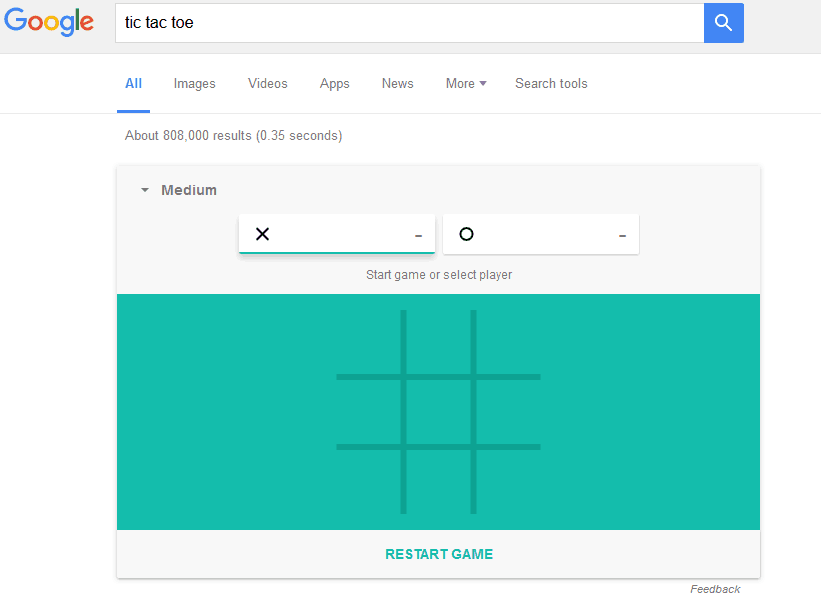 Google tic tac toe
All Images Videos Apps News More Search tools
About 808,000 results (0.35 seconds)
Medium
– –
Start game or select player
RESTART GAME
Feedback